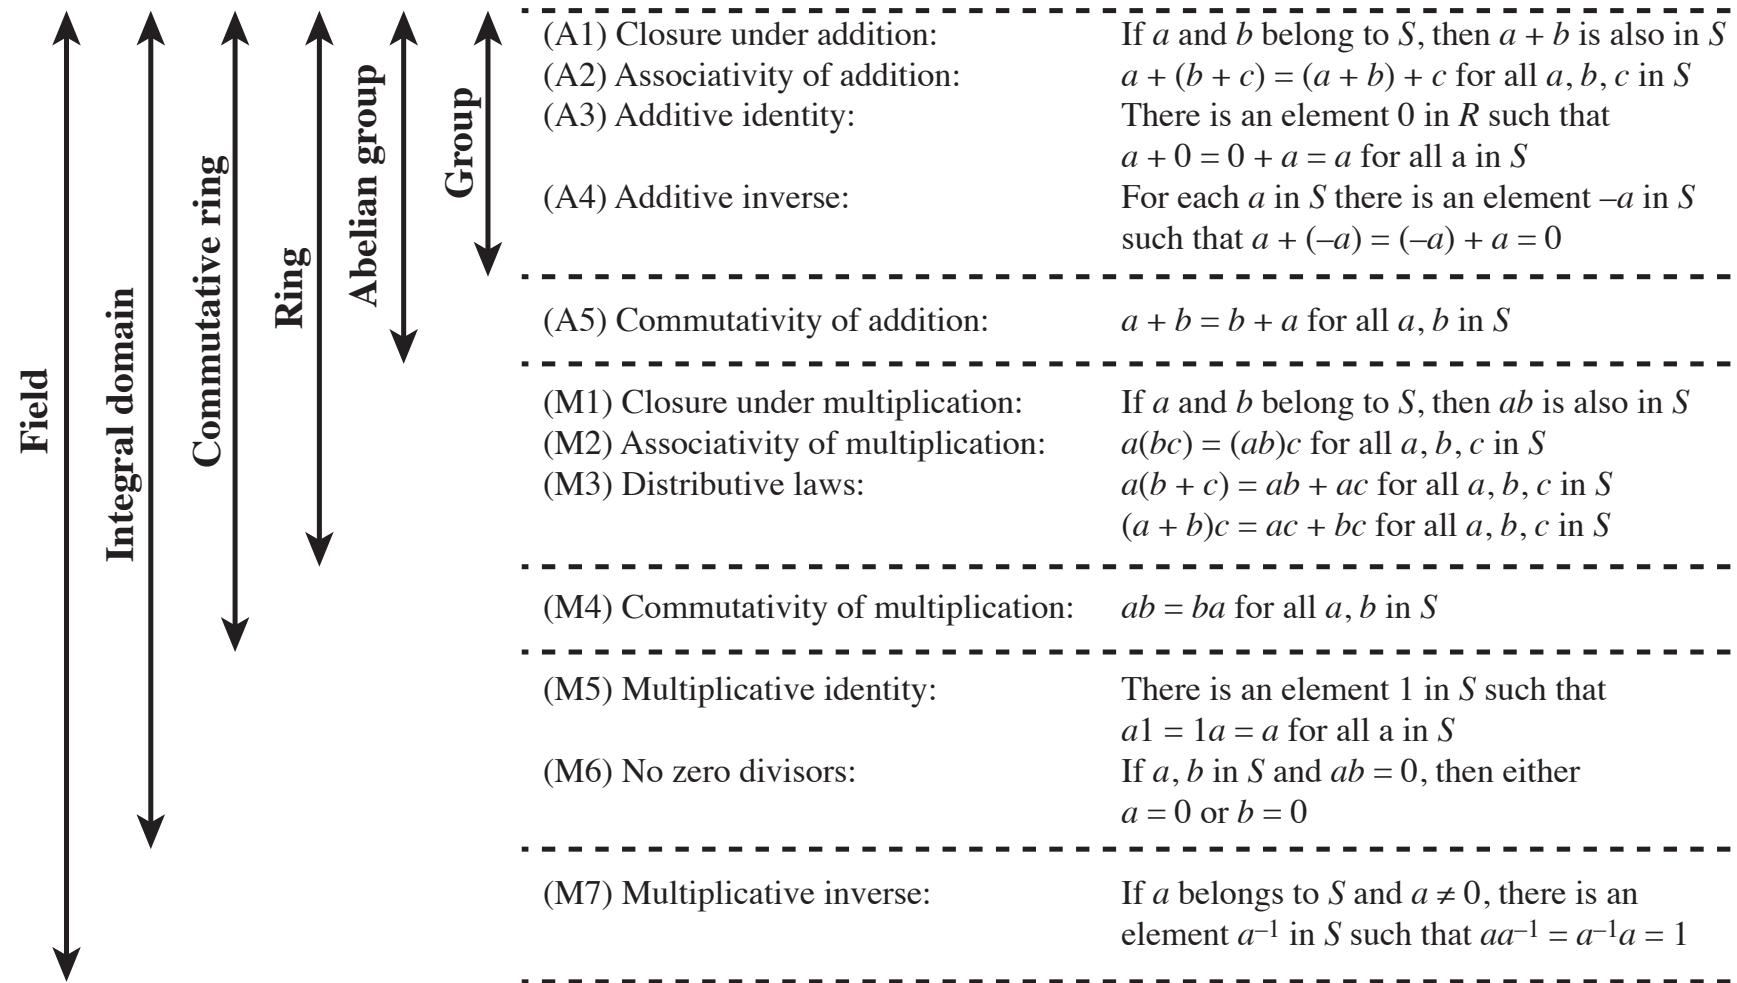 Field
Integral domain
Commutative ring
Ring
Abelian group
Group
(A1) Closure under addition: If a and b belong to S, then a + b is also in S
(A2) Associativity of addition: a + (b + c) = (a + b) + c for all a, b, c in S
(A3) Additive identity: There is an element 0 in R such that
a + 0 = 0 + a = a for all a in S
(A4) Additive inverse: For each a in S there is an element –a in S
such that a + (–a) = (–a) + a = 0
(A5) Commutativity of addition: a + b = b + a for all a, b in S
(M1) Closure under multiplication: If a and b belong to S, then ab is also in S
(M2) Associativity of multiplication: a(bc) = (ab)c for all a, b, c in S
(M3) Distributive laws: a(b + c) = ab + ac for all a, b, c in S
(a + b)c = ac + bc for all a, b, c in S
(M4) Commutativity of multiplication: ab = ba for all a, b in S
(M5) Multiplicative identity: There is an element 1 in S such that
a1 = 1a = a for all a in S
(M6) No zero divisors: If a, b in S and ab = 0, then either
a = 0 or b = 0
(M7) Multiplicative inverse: If a belongs to S and a ≠ 0, there is an
element a⁻¹ in S such that aa⁻¹ = a⁻¹a = 1